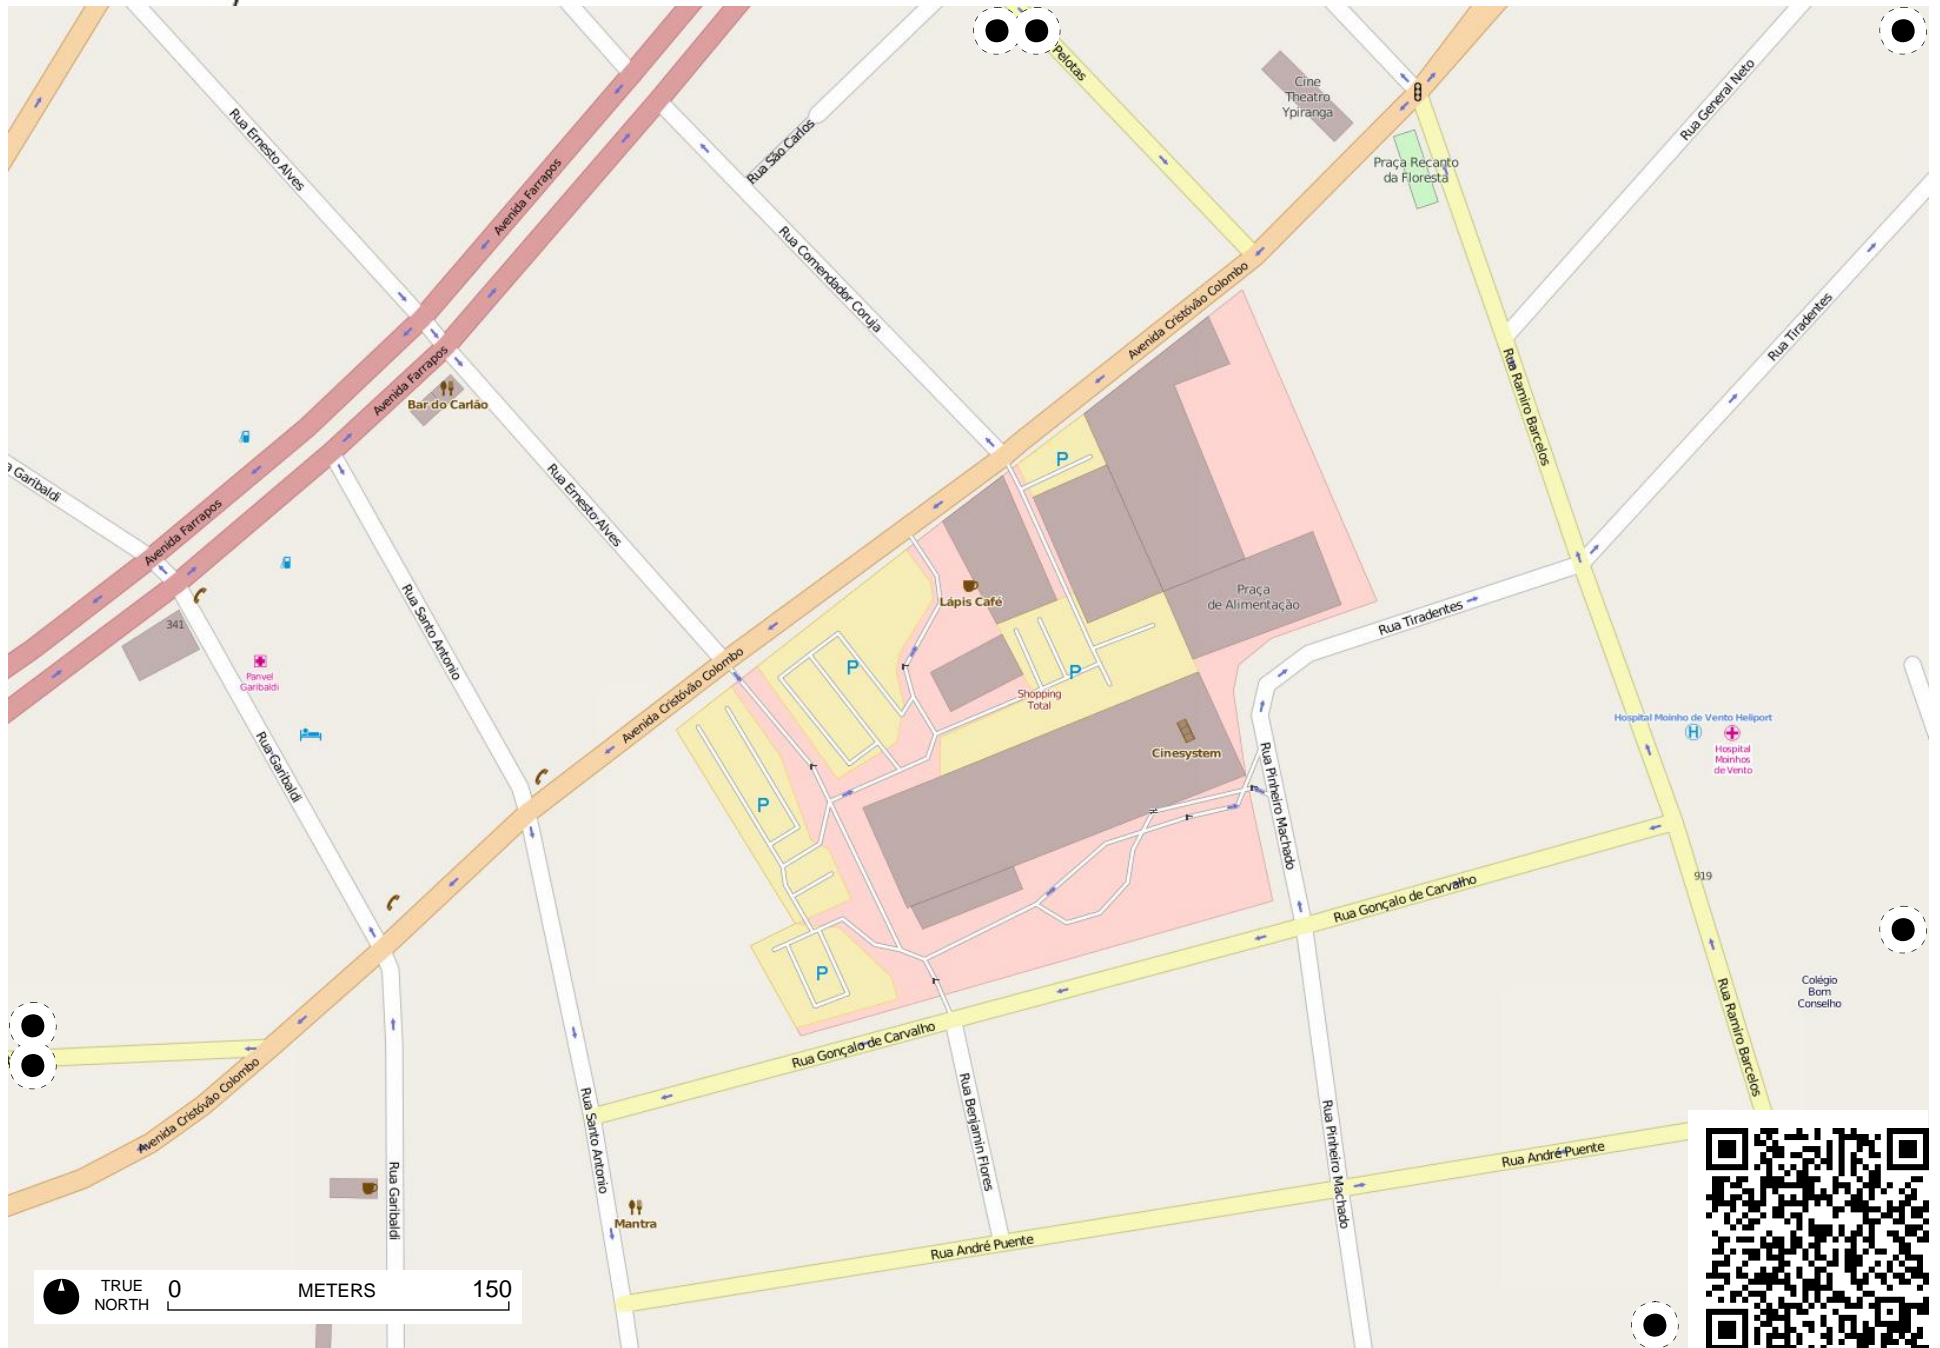 Pelotas
Cine
Theatro
Ypiranga
Rua General Neto
Rua Ernesto Alves
Rua São Carlos
Avenida Farrapos
Praça Recanto
da Floresta
Rua Comendador Coruja
Avenida Cristóvão Colombo
Rua Tiradentes
Avenida Farrapos
Bar do Carlão
Rua Ramiro Barcelos
P
a Garibaldi
Rua Ernesto Alves
Avenida Farrapos
Lápis Café
Praça
de Alimentação
Rua Santo Antonio
341
Rua Tiradentes
Panvel
Garibaldi
Avenida Cristóvão Colombo
P
P
Shopping
Total
Hospital Moinho de Vento Heliport
H
Hospital
Moinhos
de Vento
Rua Garibaldi
Cinesystem
P
Rua Pinheiro Machado
919
Rua Gonçalo de Carvalho
P
Colégio
Bom
Conselho
Rua Gonçalo de Carvalho
Rua Ramiro Barcelos
Avenida Cristóvão Colombo
Rua Santo Antonio
Rua Benjamin Flores
Rua Pinheiro Machado
Rua André Puente
Rua Garibaldi
Mantra
Rua André Puente
TRUE
NORTH
0 METERS 150